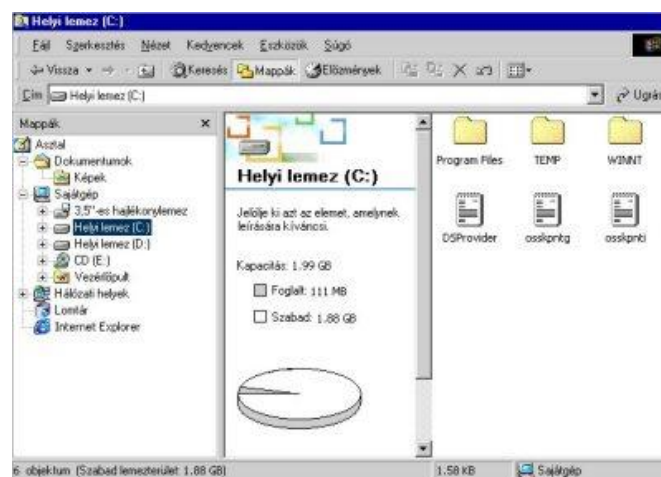 Helyi lemez (C:)
Fájl Szerkesztés Nézet Kedvencek Eszközök Súgó
Vissza Keresés Mappák Előzmények
Cím Helyi lemez (C:) Ugrás
Mappák x
Asztal
Dokumentumok
Képek
Sajátgép
3,5"-es hajlékonylemez
Helyi lemez (C:)
Helyi lemez (D:)
CD (E:)
Vezérlőpult
Hálózati helyek
Lomtár
Internet Explorer
Helyi lemez (C:)
Jelölje ki azt az elemet, amelynek
leírására kíváncsi.
Kapacitás: 1.99 GB
Foglalt: 111 MB
Szabad: 1.88 GB
Program Files TEMP WINNT
DSProvider osskpntg osskpnti
6 objektum (Szabad lemezterület: 1.88 GB) 1.58 KB Sajátgép